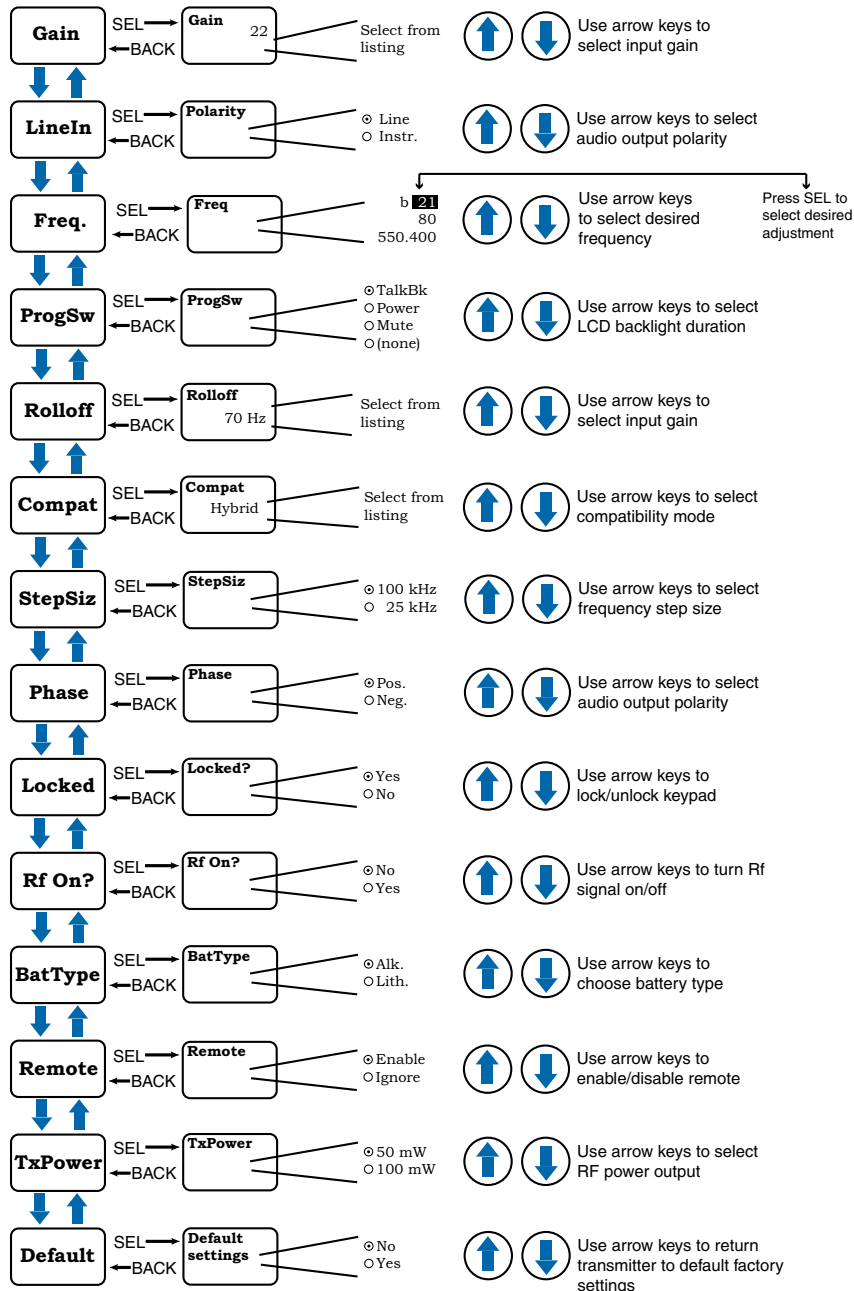 Gain
SEL
BACK
Gain
22
Select from
listing
Use arrow keys to
select input gain
LineIn
SEL
BACK
Polarity
Line
Instr.
Use arrow keys to select
audio output polarity
Freq.
SEL
BACK
Freq
b 21
80
550.400
Use arrow keys
to select desired
frequency
Press SEL to
select desired
adjustment
ProgSw
SEL
BACK
ProgSw
TalkBk
Power
Mute
(none)
Use arrow keys to select
LCD backlight duration
Rolloff
SEL
BACK
Rolloff
70 Hz
Select from
listing
Use arrow keys to
select input gain
Compat
SEL
BACK
Compat
Hybrid
Select from
listing
Use arrow keys to select
compatibility mode
StepSiz
SEL
BACK
StepSiz
100 kHz
25 kHz
Use arrow keys to select
frequency step size
Phase
SEL
BACK
Phase
Pos.
Neg.
Use arrow keys to select
audio output polarity
Locked
SEL
BACK
Locked?
Yes
No
Use arrow keys to
lock/unlock keypad
Rf On?
SEL
BACK
Rf On?
No
Yes
Use arrow keys to turn Rf
signal on/off
BatType
SEL
BACK
BatType
Alk.
Lith.
Use arrow keys to
choose battery type
Remote
SEL
BACK
Remote
Enable
Ignore
Use arrow keys to
enable/disable remote
TxPower
SEL
BACK
TxPower
50 mW
100 mW
Use arrow keys to select
RF power output
Default
SEL
BACK
Default
settings
No
Yes
Use arrow keys to return
transmitter to default factory
settings